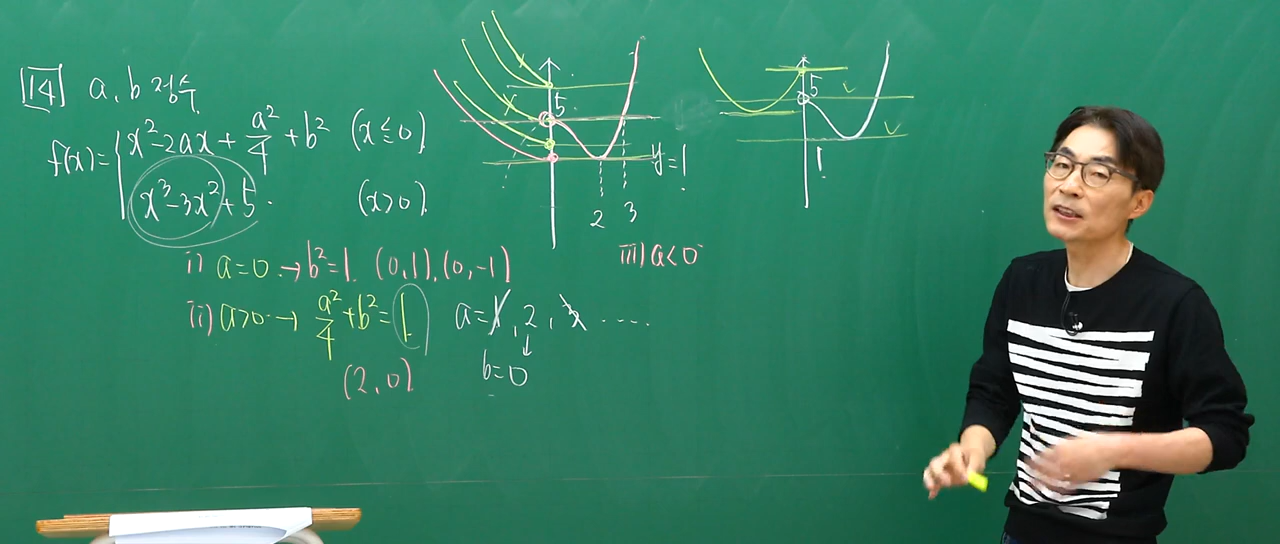 14 a, b 정수
f(x)= { x²-2ax+a²/4+b² (x≤0)
x³-3x²+5. (x>0).
i) a=0 → b²=1. (0,1), (0,-1)
ii) a>0 → a²/4+b²=1 a=1, 2, 3 ....
b=0
(2,0)
5
y=1
2 3
iii) a<0
5
1